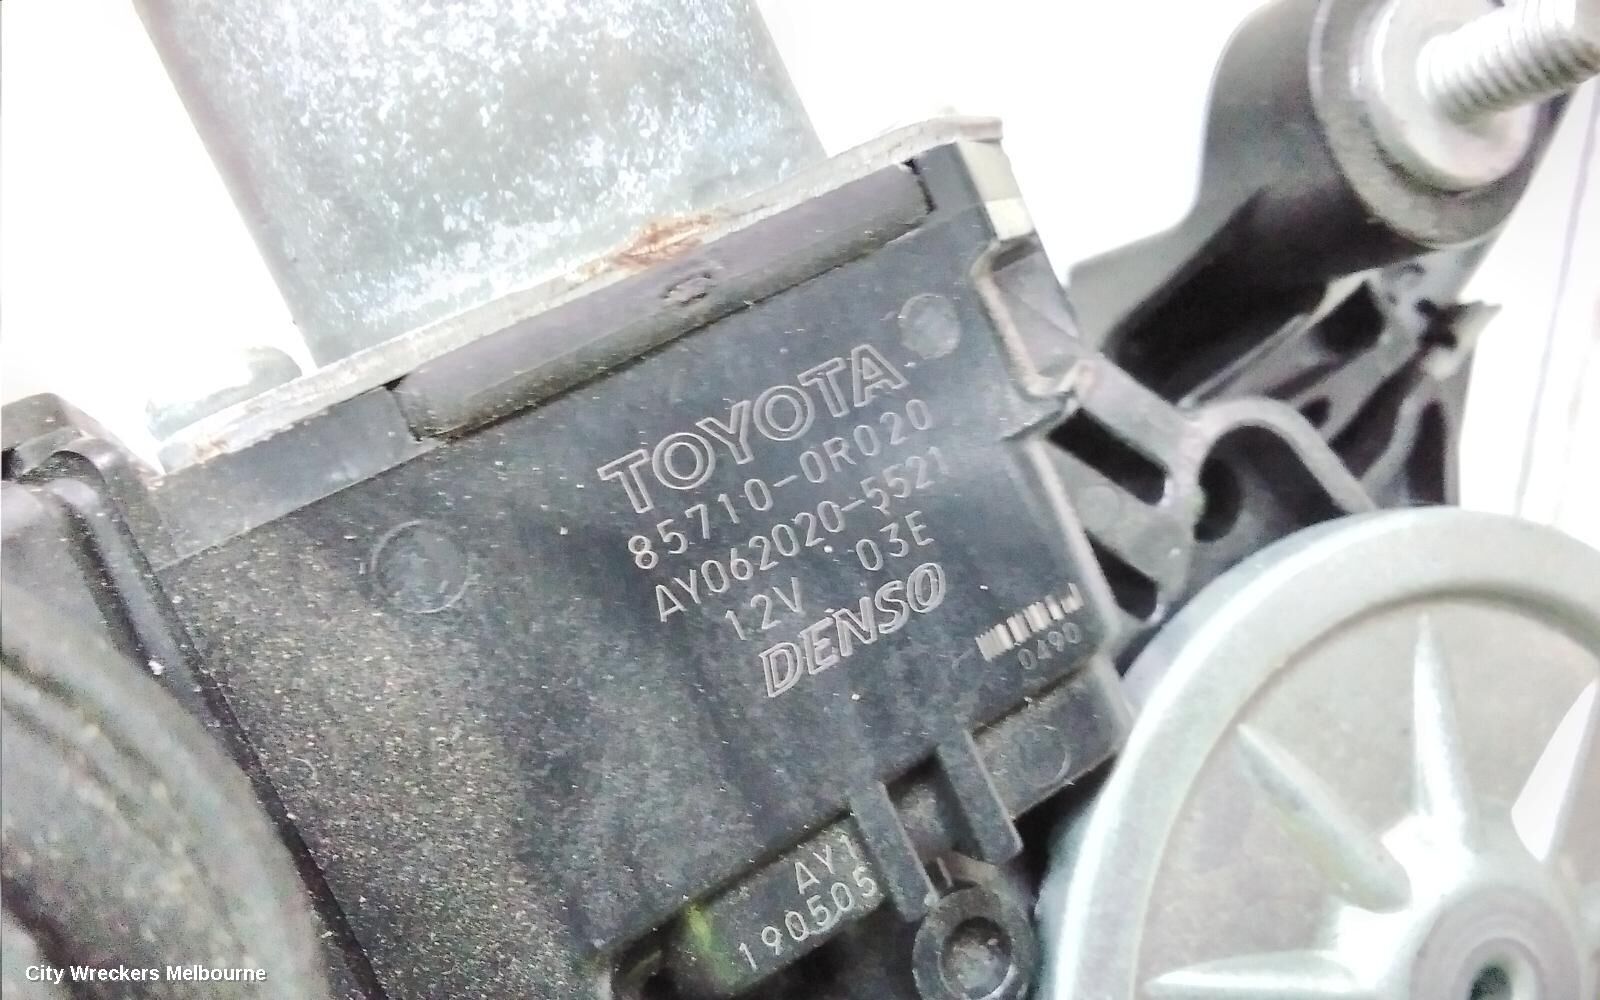 TOYOTA
85710-0R020
AY062020-5521
12V 03E
DENSO
0490
AY1
190505
City Wreckers Melbourne